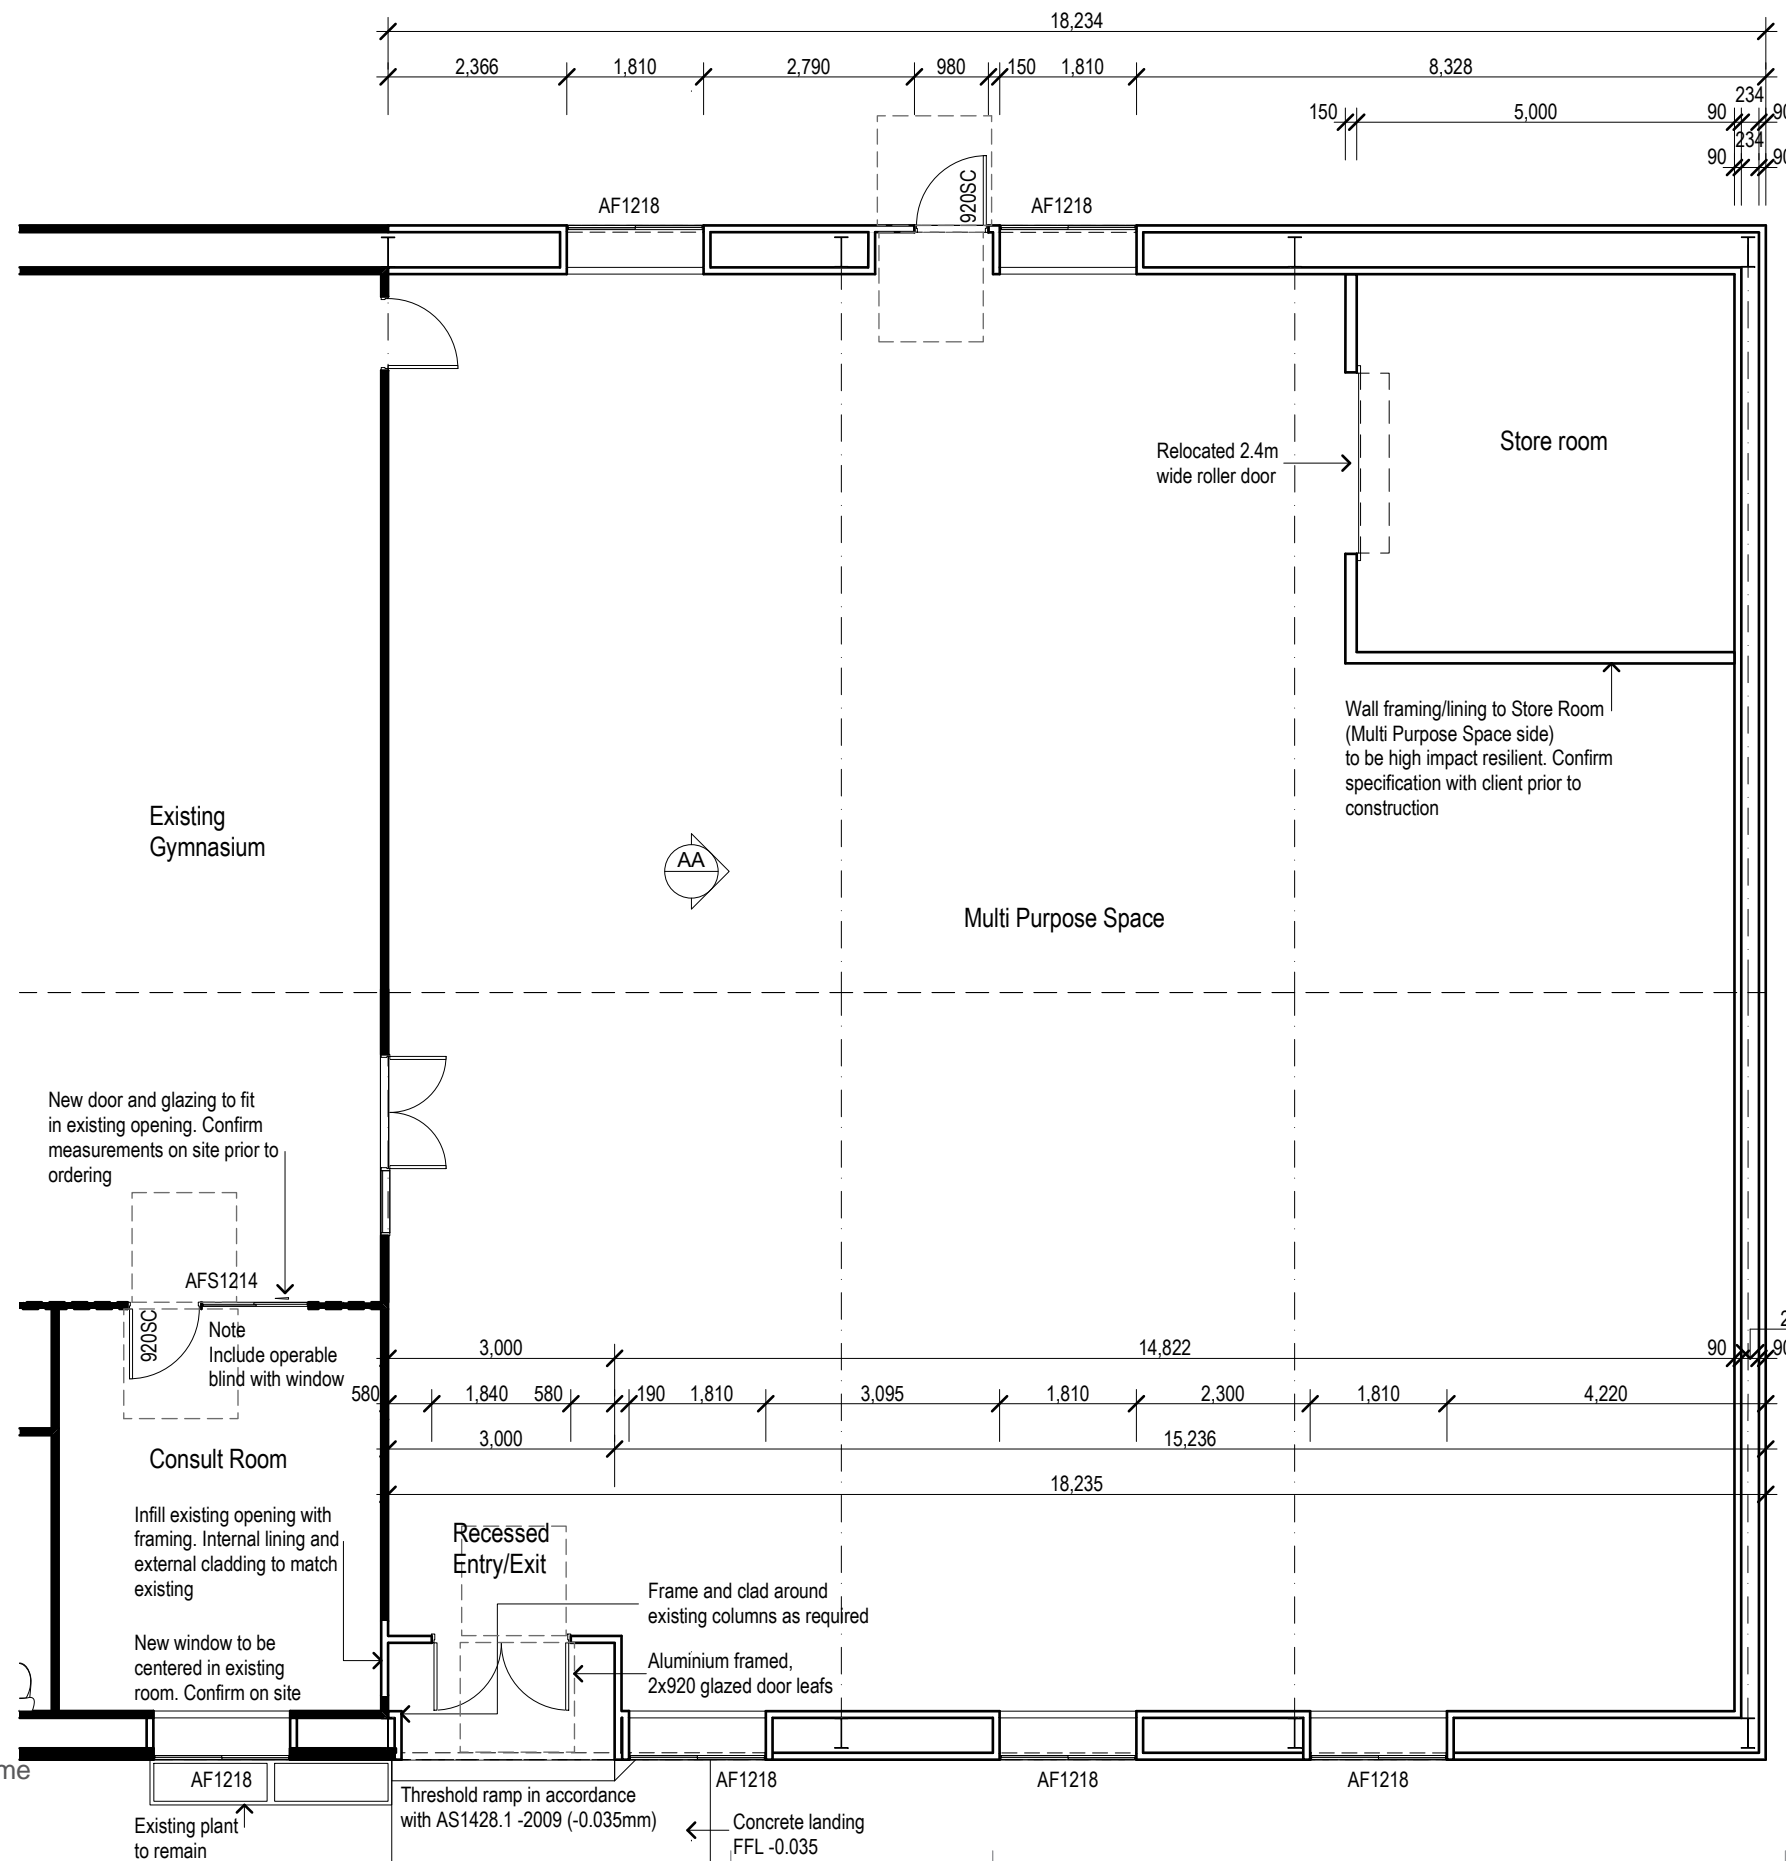 18,234
2,366
1,810
2,790
980
150
1,810
8,328
234
150
5,000
90
90
234
90
90
AF1218
920SC
AF1218
Relocated 2.4m
wide roller door
Store room
Wall framing/lining to Store Room
(Multi Purpose Space side)
to be high impact resilient. Confirm
specification with client prior to
construction
Existing
Gymnasium
AA
Multi Purpose Space
New door and glazing to fit
in existing opening. Confirm
measurements on site prior to
ordering
AFS1214
920SC
Note
Include operable
blind with window
3,000
14,822
90
2
90
580
1,840
580
190
1,810
3,095
1,810
2,300
1,810
4,220
3,000
15,236
18,235
Consult Room
Infill existing opening with
framing. Internal lining and
external cladding to match
existing
New window to be
centered in existing
room. Confirm on site
Recessed
Entry/Exit
Frame and clad around
existing columns as required
Aluminium framed,
2x920 glazed door leafs
me
AF1218
AF1218
AF1218
AF1218
Existing plant
to remain
Threshold ramp in accordance
with AS1428.1 -2009 (-0.035mm)
Concrete landing
FFL -0.035